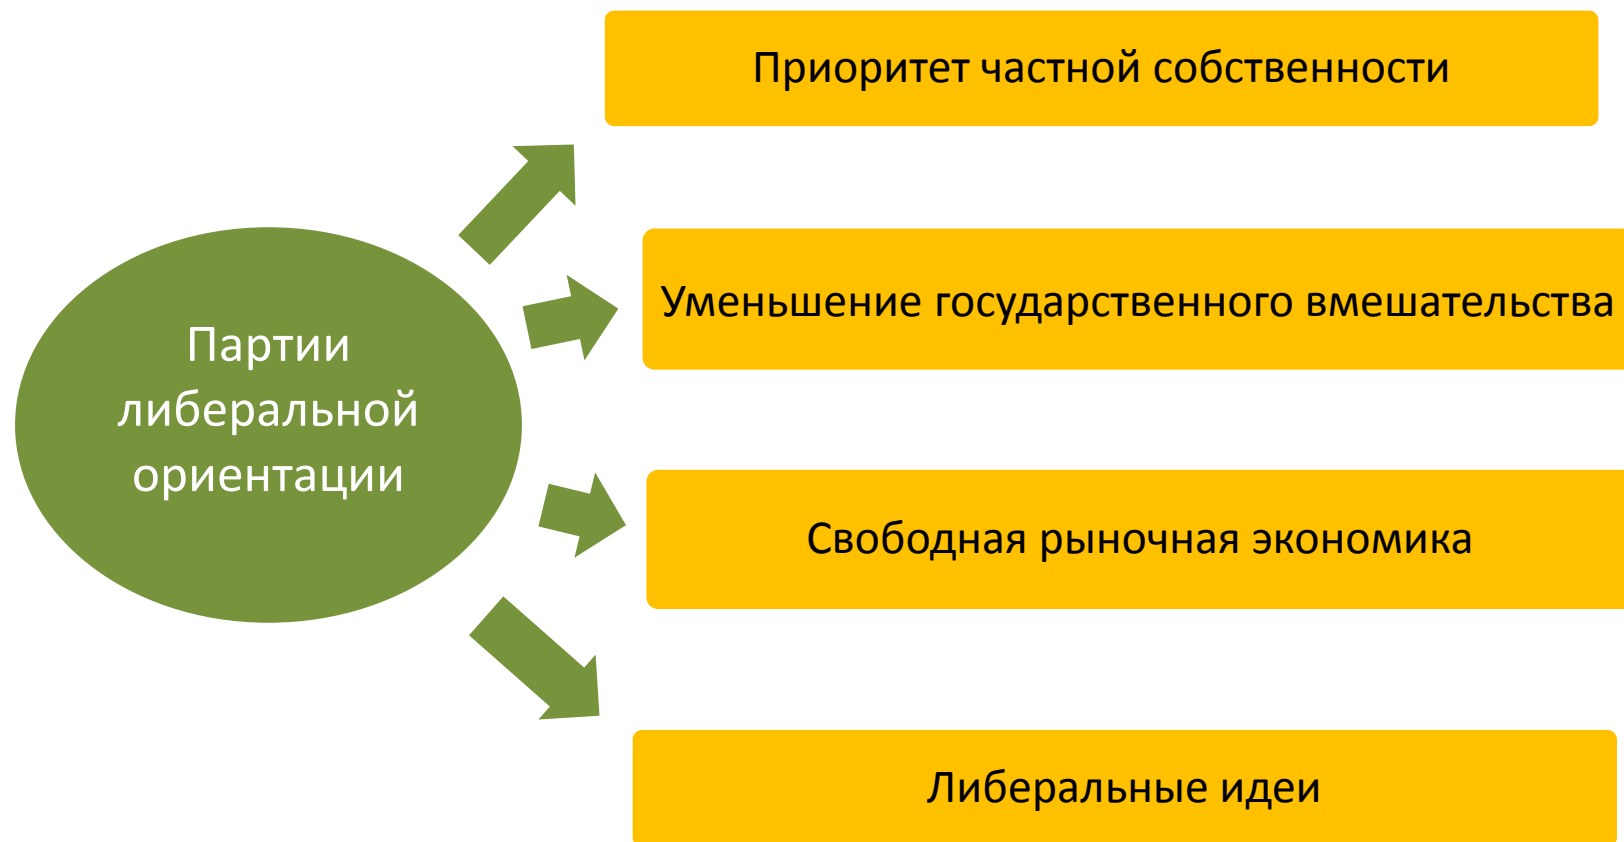 Приоритет частной собственности
Уменьшение государственного вмешательства
Партии
либеральной
ориентации
Свободная рыночная экономика
Либеральные идеи